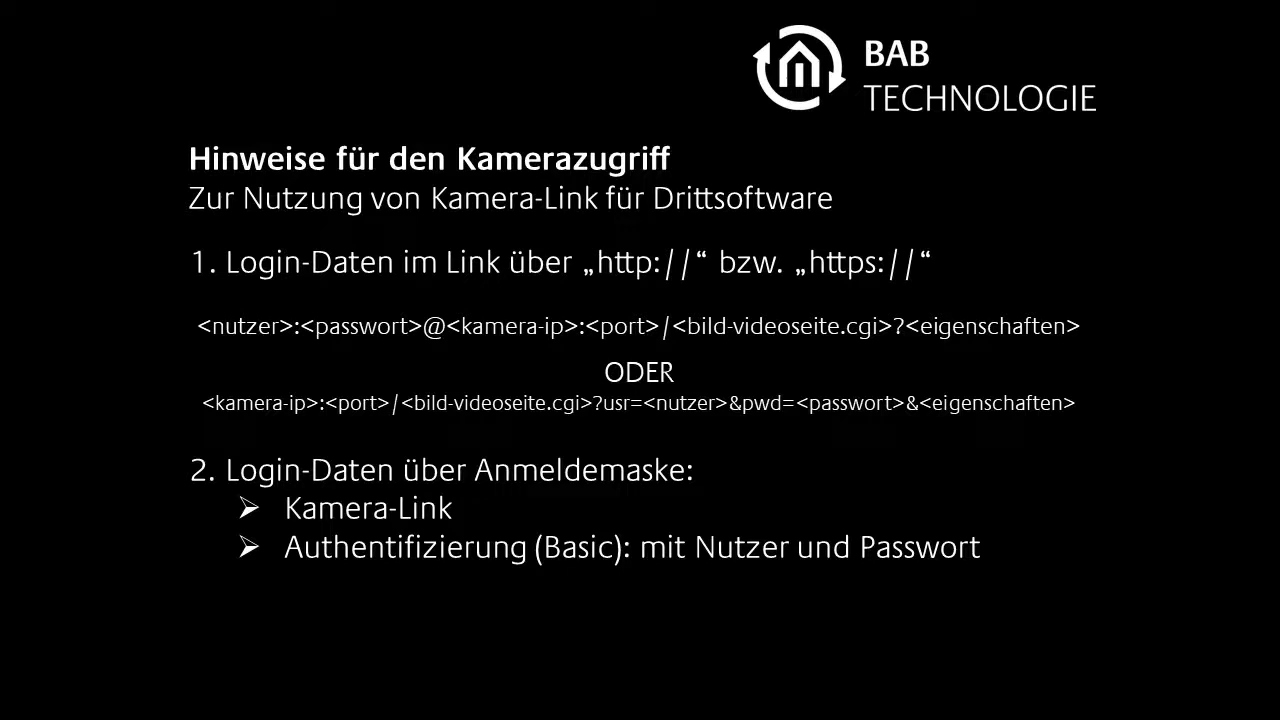 BAB
TECHNOLOGIE
Hinweise für den Kamerazugriff
Zur Nutzung von Kamera-Link für Drittsoftware
1. Login-Daten im Link über „http://“ bzw. „https://“
<nutzer>:<passwort>@<kamera-ip>:<port>/<bild-videoseite.cgi>?<eigenschaften>
ODER
<kamera-ip>:<port>/<bild-videoseite.cgi>?usr=<nutzer>&pwd=<passwort>&<eigenschaften>
2. Login-Daten über Anmeldemaske:
➢ Kamera-Link
➢ Authentifizierung (Basic): mit Nutzer und Passwort